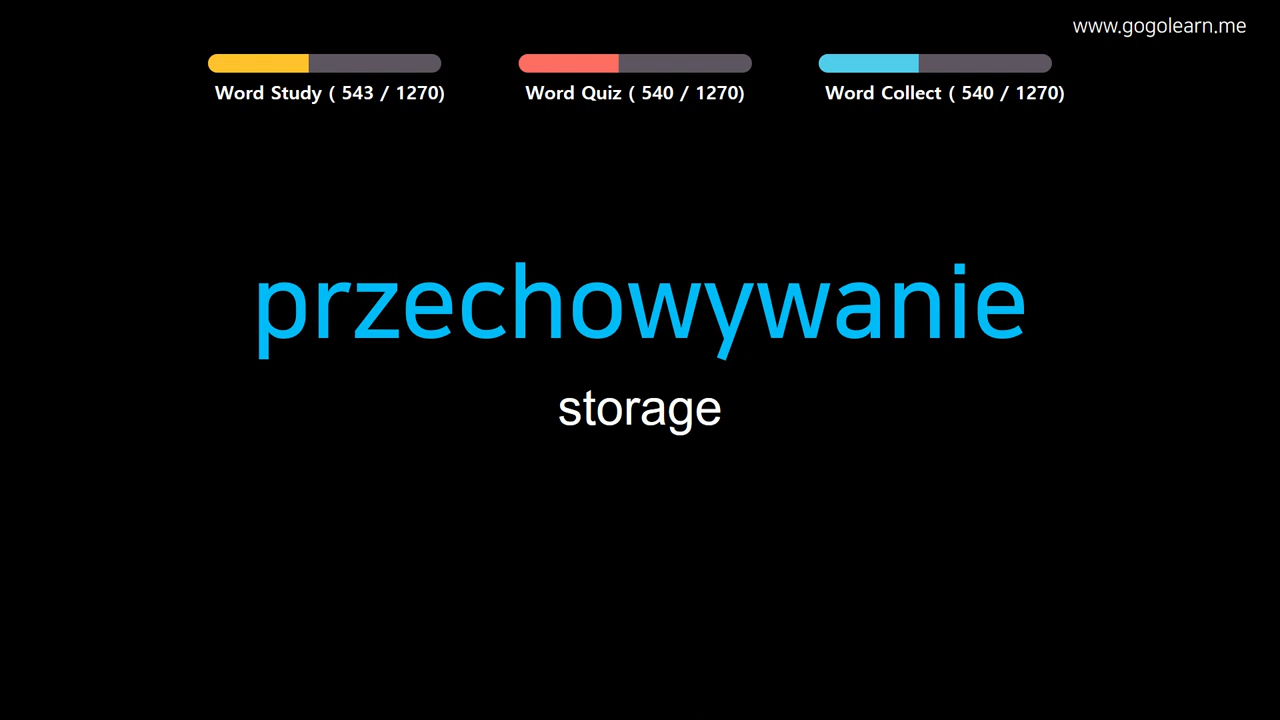 www.gogolearn.me
Word Study ( 543 / 1270)
Word Quiz ( 540 / 1270)
Word Collect ( 540 / 1270)
przechowywanie
storage